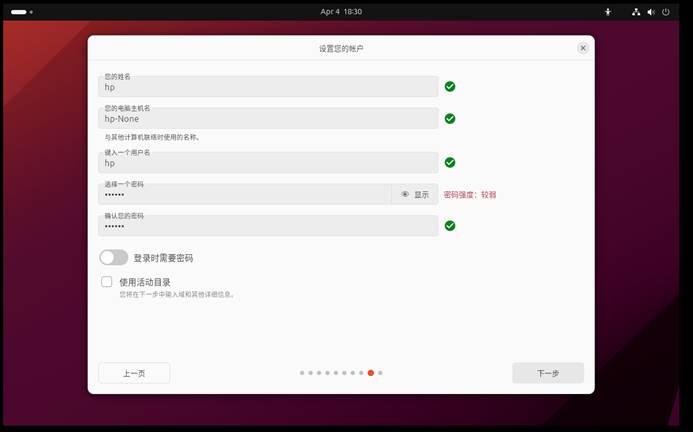 Apr 4 18:30
设置您的帐户
您的姓名
hp
您的电脑主机名
hp-None
与其他计算机联络时使用的名称。
键入一个用户名
hp
选择一个密码
••••••
显示
密码强度：较弱
确认您的密码
••••••
登录时需要密码
使用活动目录
您将在下一步中输入域和其他详细信息。
上一页
下一步